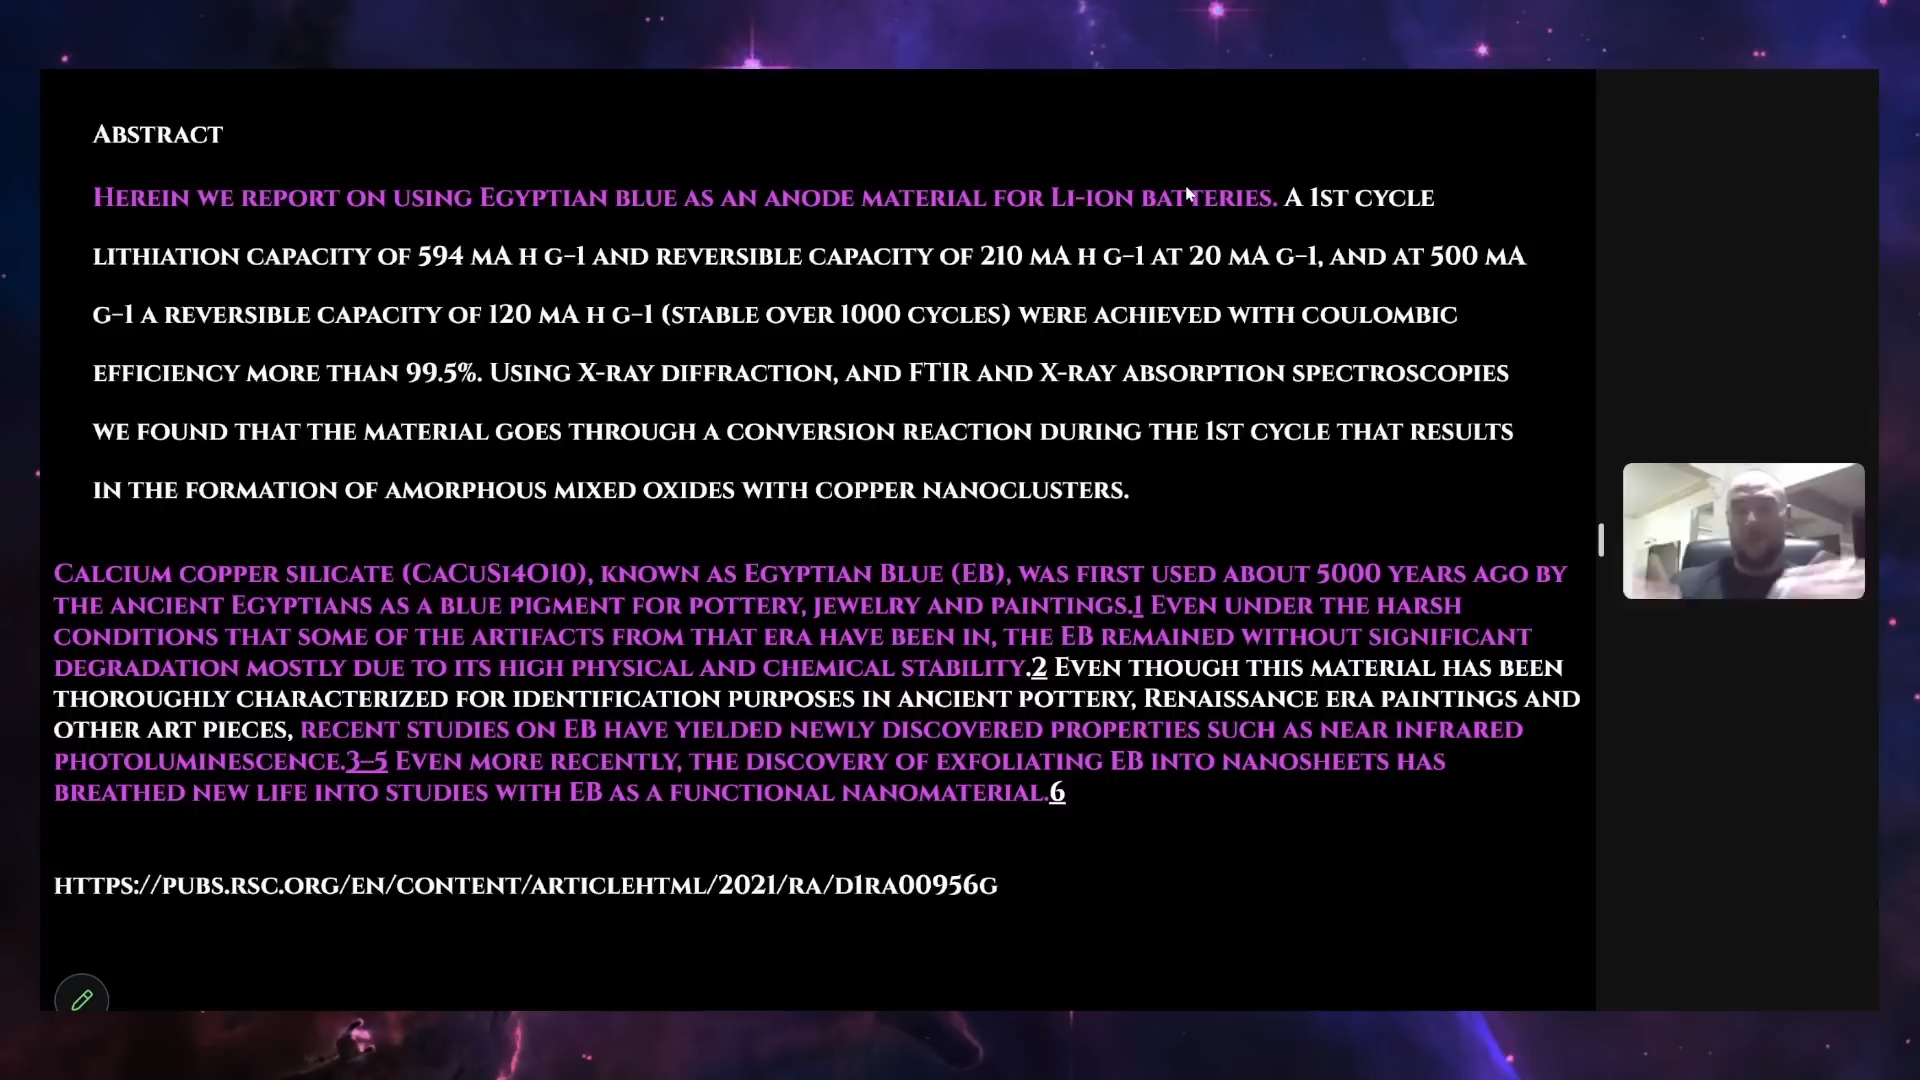 Abstract
Herein we report on using Egyptian blue as an anode material for Li-ion batteries. A 1st cycle
lithiation capacity of 594 mA h g−1 and reversible capacity of 210 mA h g−1 at 20 mA g−1, and at 500 mA
g−1 a reversible capacity of 120 mA h g−1 (stable over 1000 cycles) were achieved with Coulombic
efficiency more than 99.5%. Using X-ray diffraction, and FTIR and X-ray absorption spectroscopies
we found that the material goes through a conversion reaction during the 1st cycle that results
in the formation of amorphous mixed oxides with copper nanoclusters.
Calcium copper silicate (CaCuSi4O10), known as Egyptian Blue (EB), was first used about 5000 years ago by
the ancient Egyptians as a blue pigment for pottery, jewelry and paintings.1 Even under the harsh
conditions that some of the artifacts from that era have been in, the EB remained without significant
degradation mostly due to its high physical and chemical stability.2 Even though this material has been
thoroughly characterized for identification purposes in ancient pottery, Renaissance era paintings and
other art pieces, recent studies on EB have yielded newly discovered properties such as near infrared
photoluminescence.3–5 Even more recently, the discovery of exfoliating EB into nanosheets has
breathed new life into studies with EB as a functional nanomaterial.6
https://pubs.rsc.org/en/content/articlehtml/2021/ra/d1ra00956g